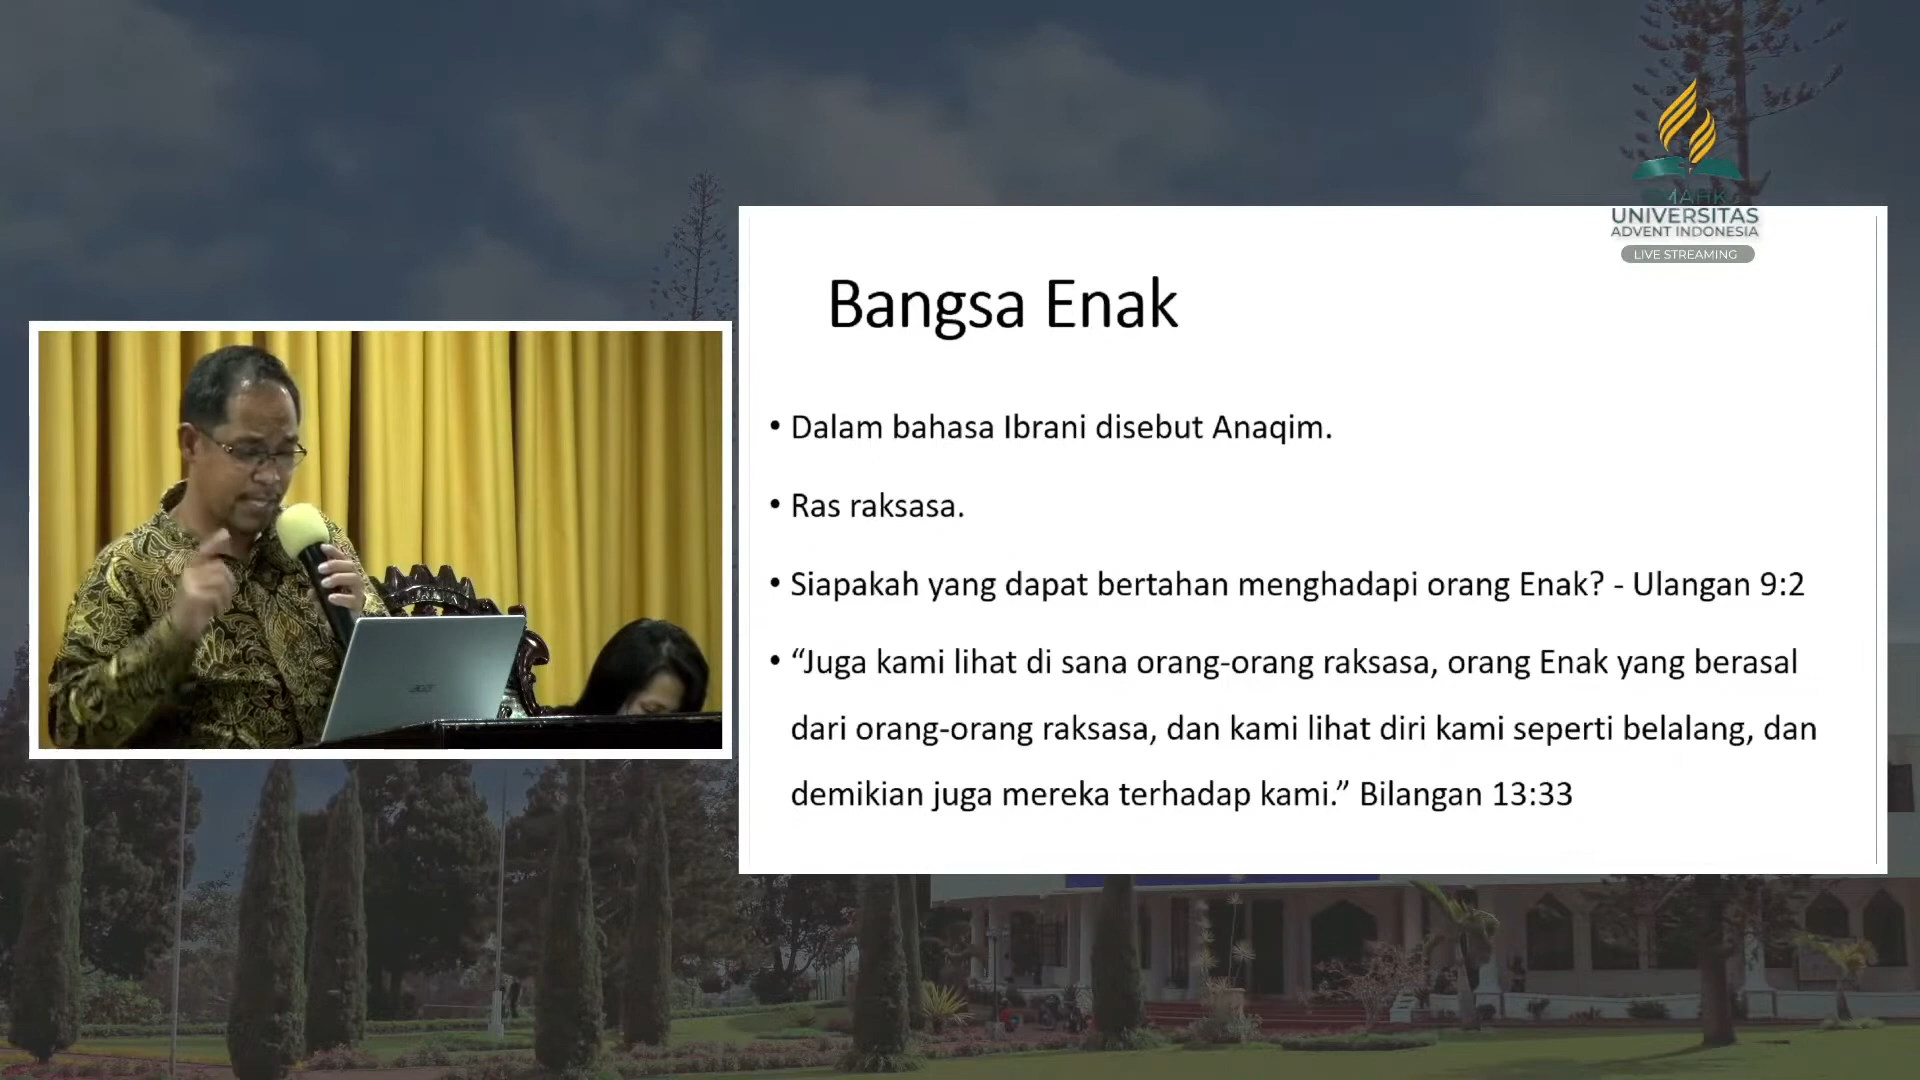 UNIVERSITAS
ADVENT INDONESIA
LIVE STREAMING
Bangsa Enak
• Dalam bahasa Ibrani disebut Anaqim.
• Ras raksasa.
• Siapakah yang dapat bertahan menghadapi orang Enak? - Ulangan 9:2
• “Juga kami lihat di sana orang-orang raksasa, orang Enak yang berasal
dari orang-orang raksasa, dan kami lihat diri kami seperti belalang, dan
demikian juga mereka terhadap kami.” Bilangan 13:33
acer